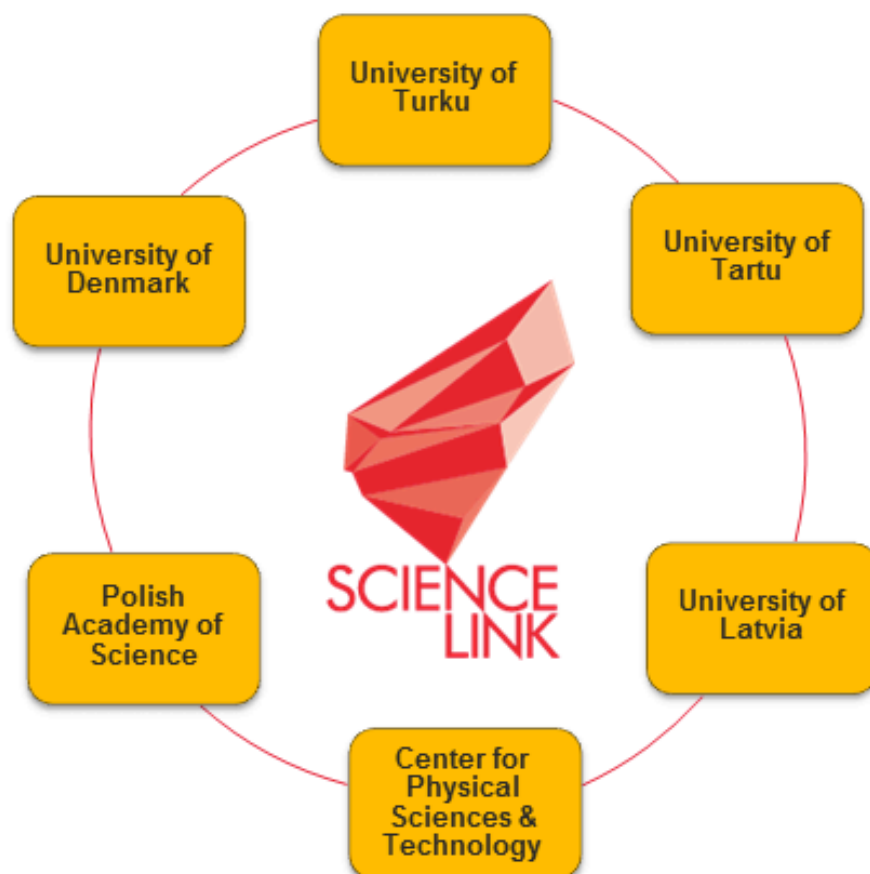 University of
Turku
University of
Denmark
University of
Tartu
SCIENCE
LINK
Polish
Academy of
Science
University of
Latvia
Center for
Physical
Sciences &
Technology